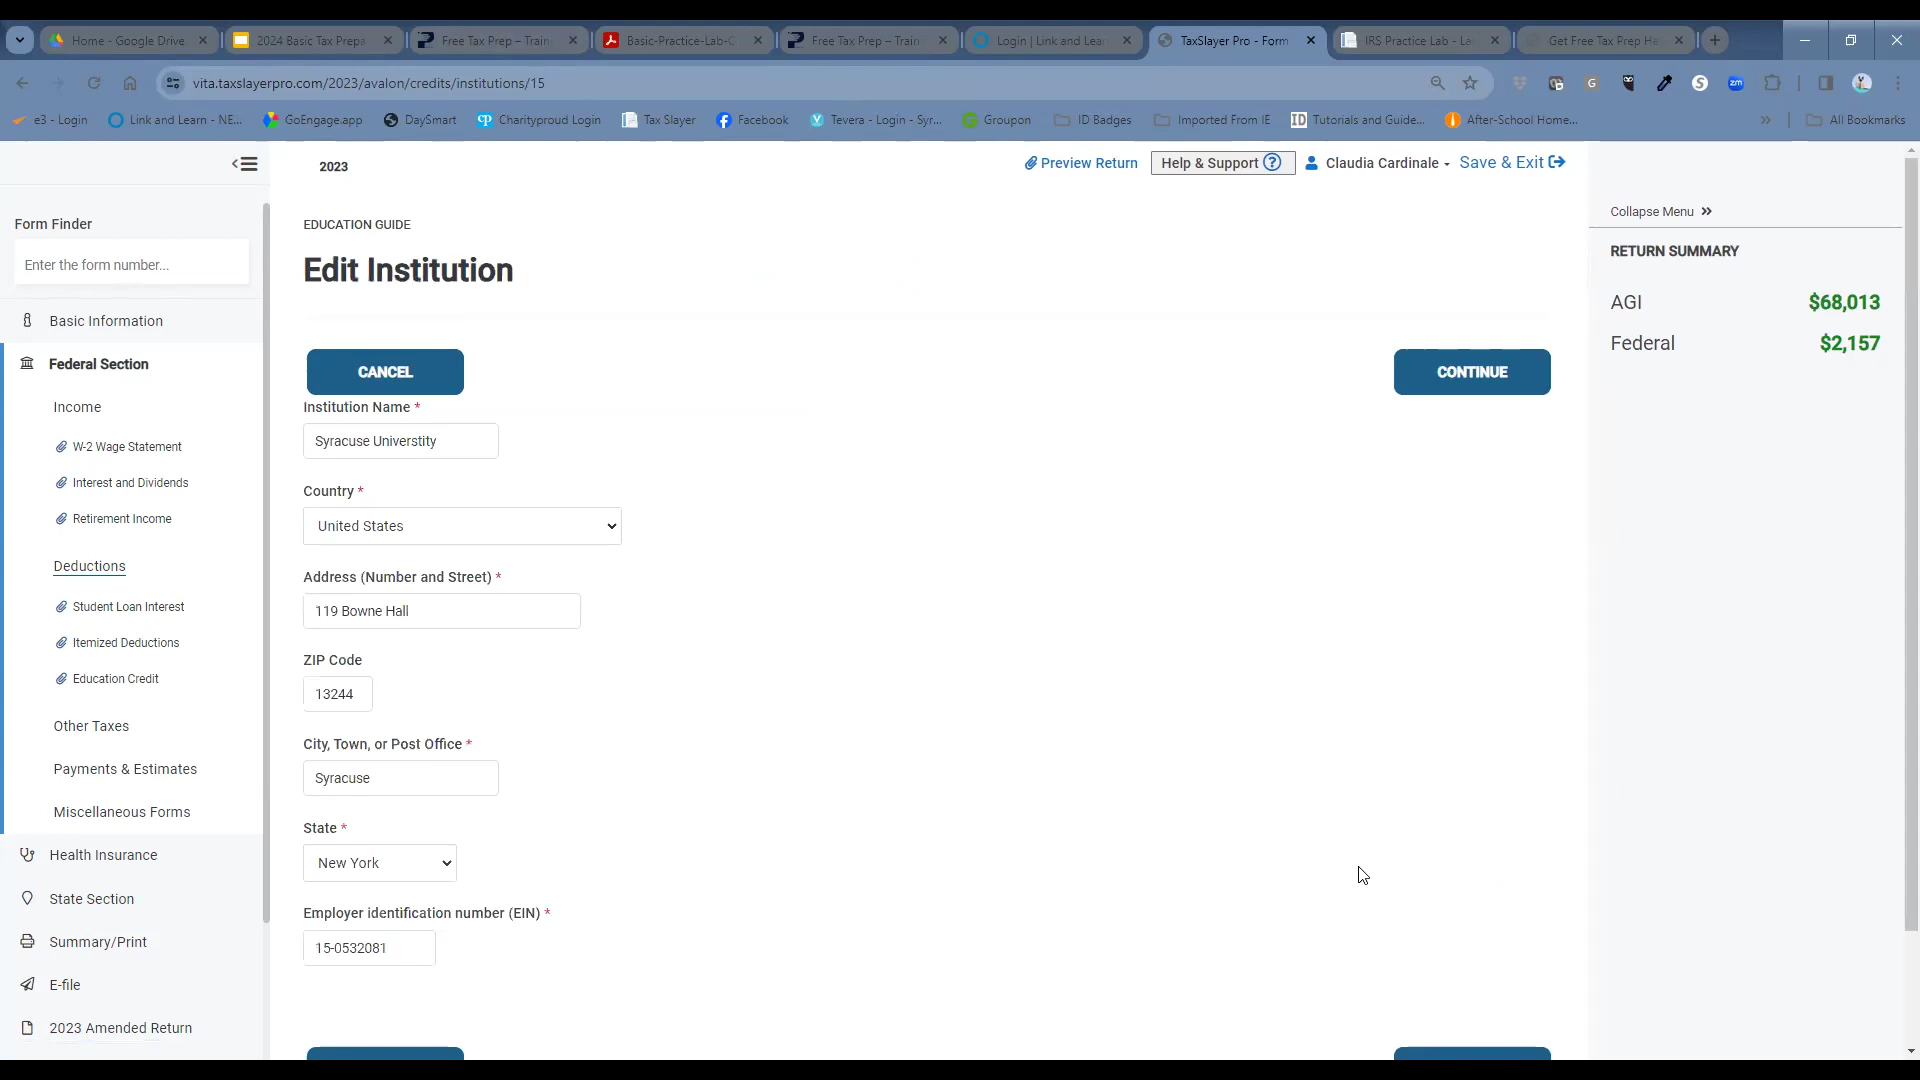 Home - Google Drive
2024 Basic Tax Prepa
Free Tax Prep – Train
Basic-Practice-Lab-C
Free Tax Prep – Train
Login | Link and Lea
TaxSlayer Pro - Form
IRS Practice Lab - La
Get Free Tax Prep He
vita.taxslayerpro.com/2023/avalon/credits/institutions/15
e3 - Login
Link and Learn - NE...
GoEngage.app
DaySmart
Charityproud Login
Tax Slayer
Facebook
Tevera - Login - Syr...
Groupon
ID Badges
Imported From IE
Tutorials and Guide...
After-School Home...
All Bookmarks
2023
Preview Return
Help & Support
Claudia Cardinale
Save & Exit
Form Finder
Enter the form number...
Basic Information
Federal Section
Income
W-2 Wage Statement
Interest and Dividends
Retirement Income
Deductions
Student Loan Interest
Itemized Deductions
Education Credit
Other Taxes
Payments & Estimates
Miscellaneous Forms
Health Insurance
State Section
Summary/Print
E-file
2023 Amended Return
EDUCATION GUIDE
Edit Institution
CANCEL
CONTINUE
Institution Name *
Syracuse Universtity
Country *
United States
Address (Number and Street) *
119 Bowne Hall
ZIP Code
13244
City, Town, or Post Office *
Syracuse
State *
New York
Employer identification number (EIN) *
15-0532081
Collapse Menu
RETURN SUMMARY
AGI $68,013
Federal $2,157